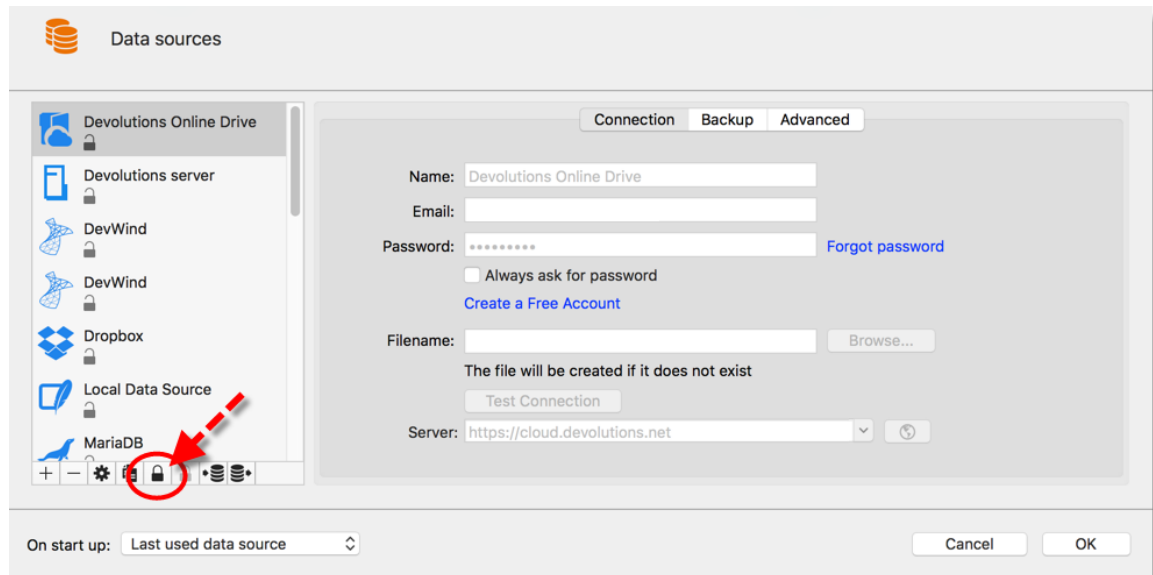 Data sources
Devolutions Online Drive
Devolutions server
DevWind
DevWind
Dropbox
Local Data Source
MariaDB
Connection Backup Advanced
Name: Devolutions Online Drive
Email:
Password: ••••••••• Forgot password
Always ask for password
Create a Free Account
Filename: Browse...
The file will be created if it does not exist
Test Connection
Server: https://cloud.devolutions.net
On start up: Last used data source
Cancel OK